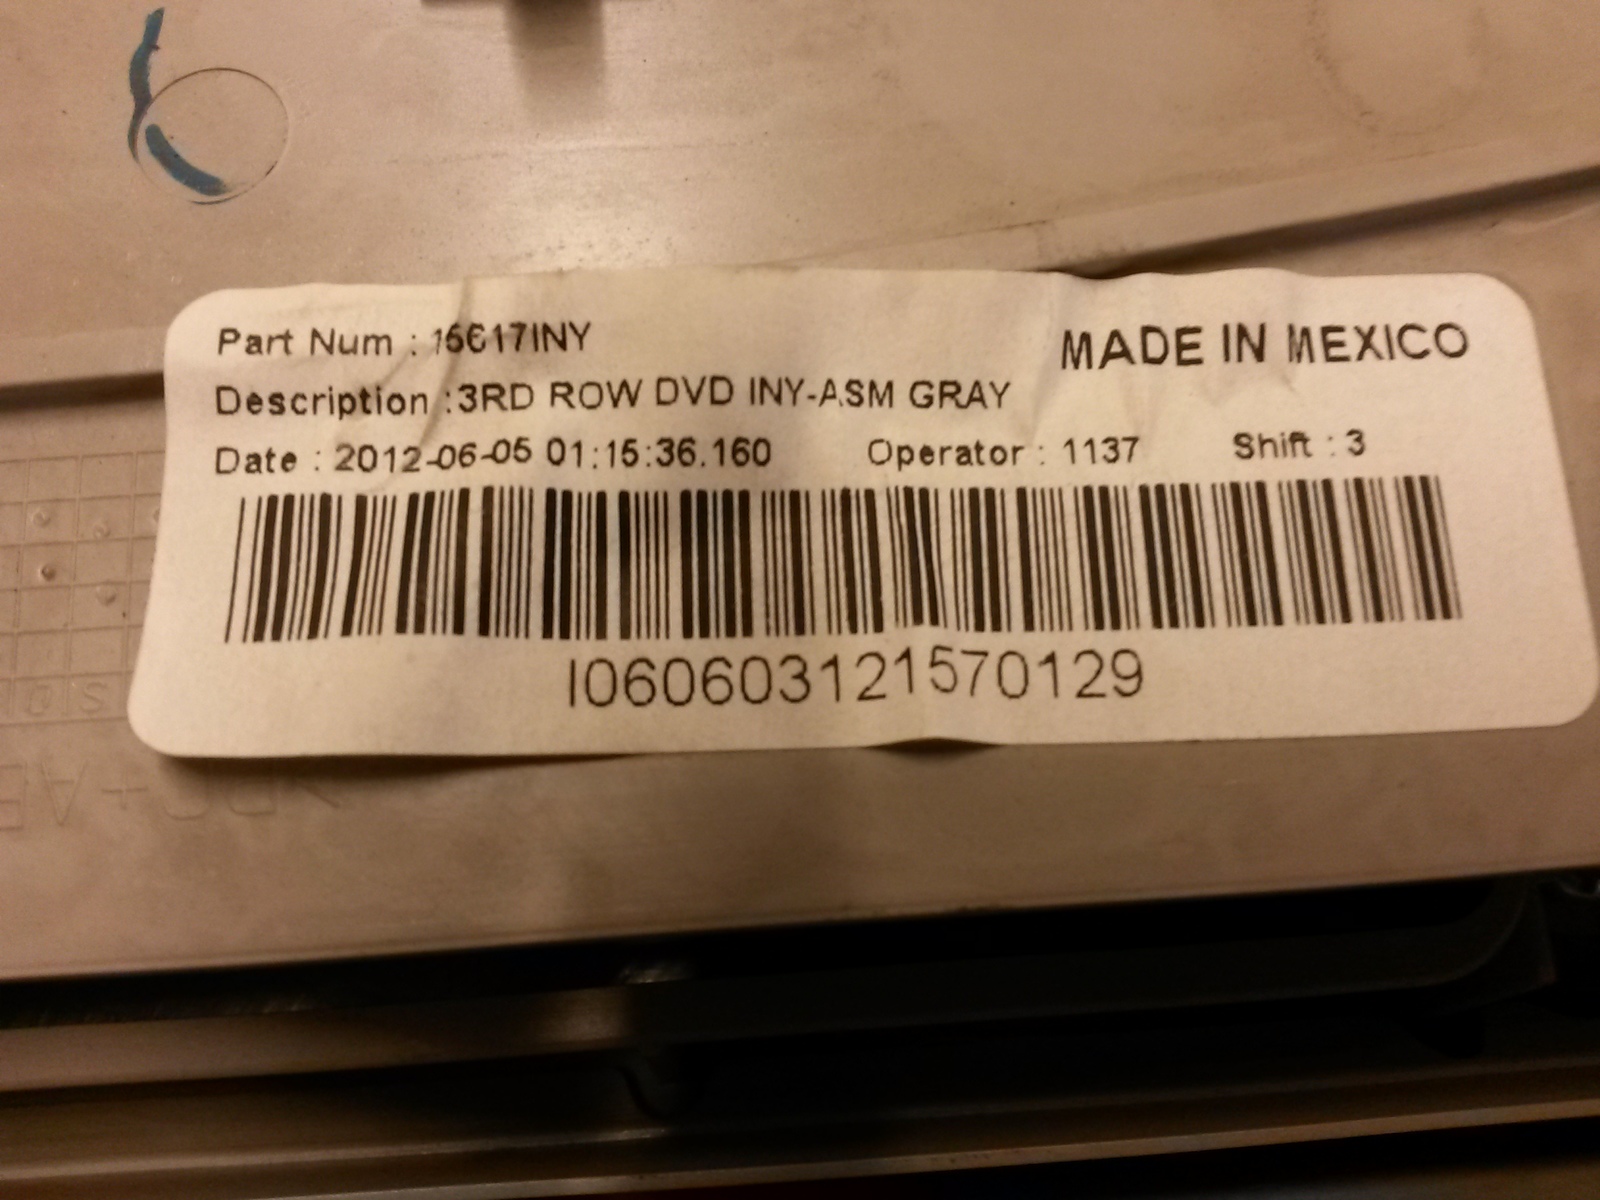 Part Num : 16617INY
MADE IN MEXICO
Description :3RD ROW DVD INY-ASM GRAY
Date : 2012-06-05 01:15:36.160 Operator : 1137 Shift : 3
I060603121570129